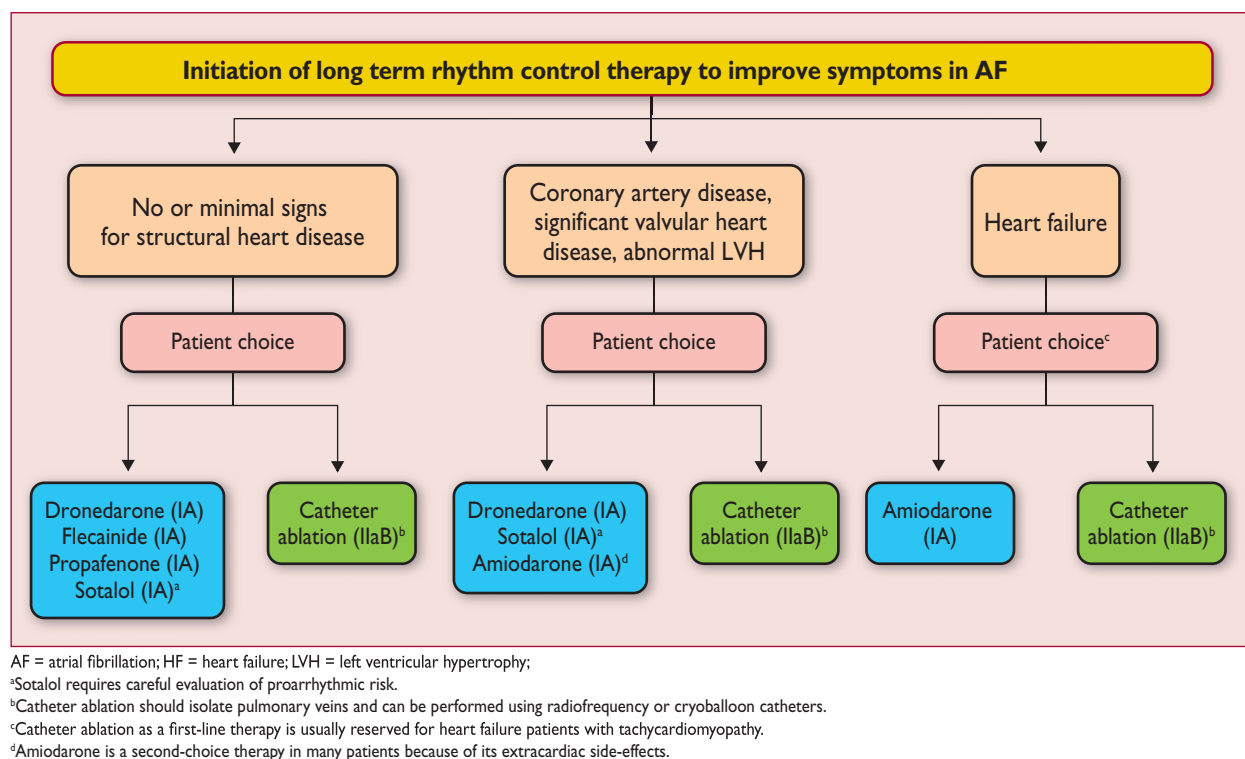 Initiation of long term rhythm control therapy to improve symptoms in AF
No or minimal signs
for structural heart disease
Coronary artery disease,
significant valvular heart
disease, abnormal LVH
Heart failure
Patient choice
Patient choice
Patient choiceᶜ
Dronedarone (IA)
Flecainide (IA)
Propafenone (IA)
Sotalol (IA)ᵃ
Catheter
ablation (IIaB)ᵇ
Dronedarone (IA)
Sotalol (IA)ᵃ
Amiodarone (IA)ᵈ
Catheter
ablation (IIaB)ᵇ
Amiodarone
(IA)
Catheter
ablation (IIaB)ᵇ
AF = atrial fibrillation; HF = heart failure; LVH = left ventricular hypertrophy;
ᵃSotalol requires careful evaluation of proarrhythmic risk.
ᵇCatheter ablation should isolate pulmonary veins and can be performed using radiofrequency or cryoballoon catheters.
ᶜCatheter ablation as a first-line therapy is usually reserved for heart failure patients with tachycardiomyopathy.
ᵈAmiodarone is a second-choice therapy in many patients because of its extracardiac side-effects.